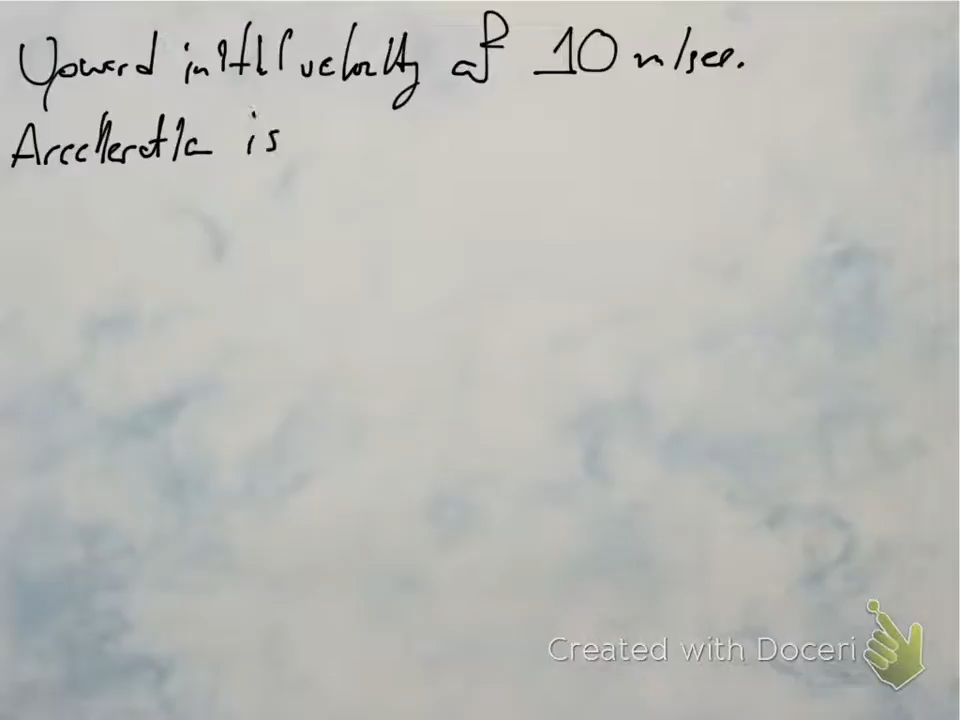 Upward initial velocity of 10 m/sec.
Acceleration is
Created with Doceri